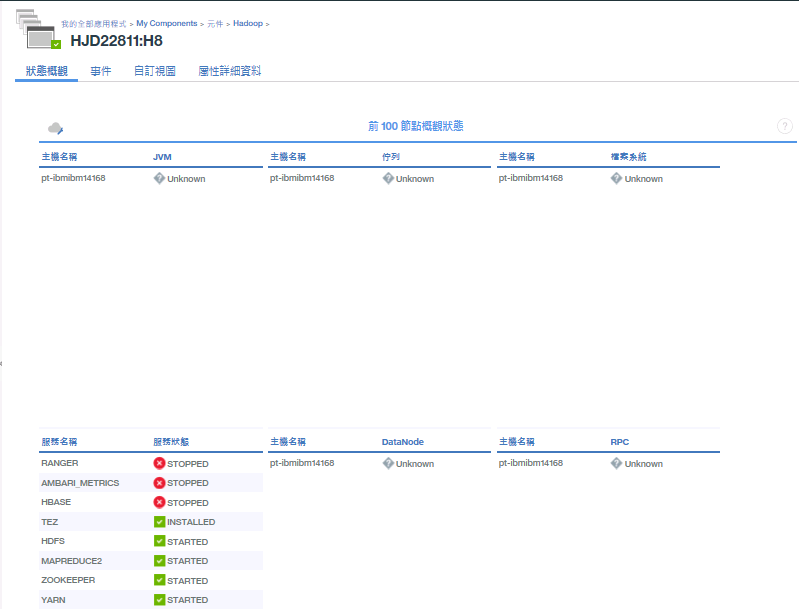 我的全部應用程式 > My Components > 元件 > Hadoop >
HJD22811:H8
狀態概觀 事件 自訂視圖 屬性詳細資料
前 100 節點概觀狀態 ?
主機名稱 JVM 主機名稱 佇列 主機名稱 檔案系統
pt-ibmibm14168 Unknown pt-ibmibm14168 Unknown pt-ibmibm14168 Unknown
服務名稱 服務狀態 主機名稱 DataNode 主機名稱 RPC
RANGER STOPPED pt-ibmibm14168 Unknown pt-ibmibm14168 Unknown
AMBARI_METRICS STOPPED
HBASE STOPPED
TEZ INSTALLED
HDFS STARTED
MAPREDUCE2 STARTED
ZOOKEEPER STARTED
YARN STARTED